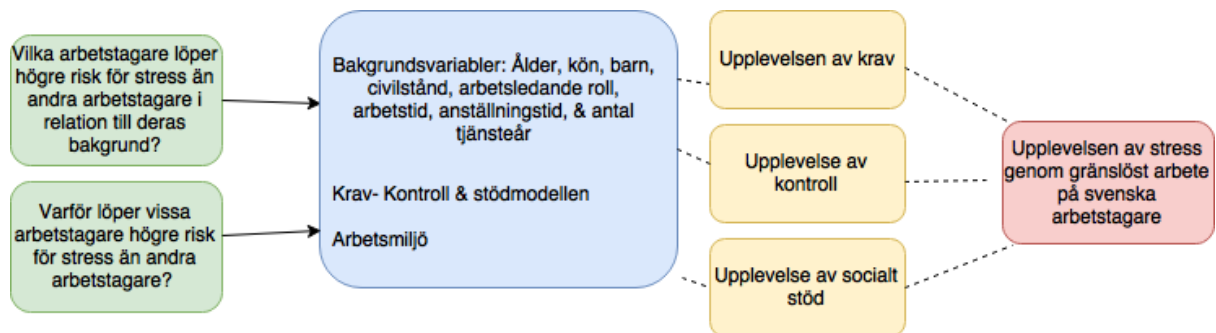 Vilka arbetstagare löper
högre risk för stress än
andra arbetstagare i
relation till deras
bakgrund?
Varför löper vissa
arbetstagare högre risk
för stress än andra
arbetstagare?
Bakgrundsvariabler: Ålder, kön, barn,
civilstånd, arbetsledande roll,
arbetstid, anställningstid, & antal
tjänsteår
Krav- Kontroll & stödmodellen
Arbetsmiljö
Upplevelsen av krav
Upplevelse av
kontroll
Upplevelse av socialt
stöd
Upplevelsen av stress
genom gränslöst arbete
på svenska
arbetstagare